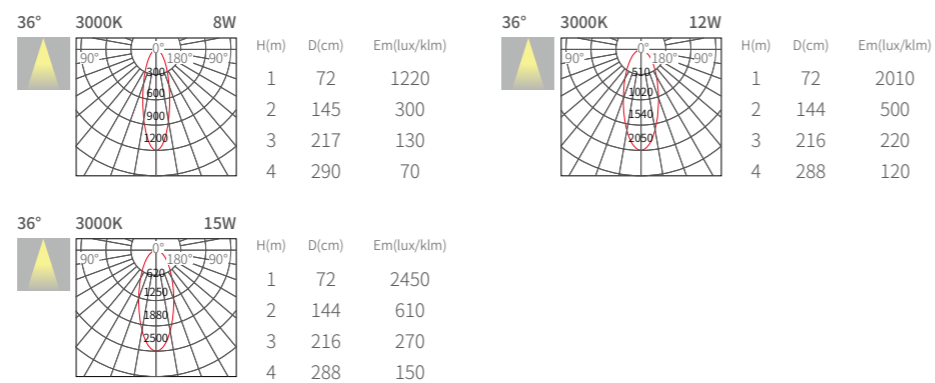 36° 3000K 8W
0°
90° 180° 90°
300
600
900
1200
H(m) D(cm) Em(lux/klm)
1 72 1220
2 145 300
3 217 130
4 290 70
36° 3000K 12W
0°
90° 180° 90°
510
1020
1540
2050
H(m) D(cm) Em(lux/klm)
1 72 2010
2 144 500
3 216 220
4 288 120
36° 3000K 15W
0°
90° 180° 90°
620
1250
1880
2500
H(m) D(cm) Em(lux/klm)
1 72 2450
2 144 610
3 216 270
4 288 150